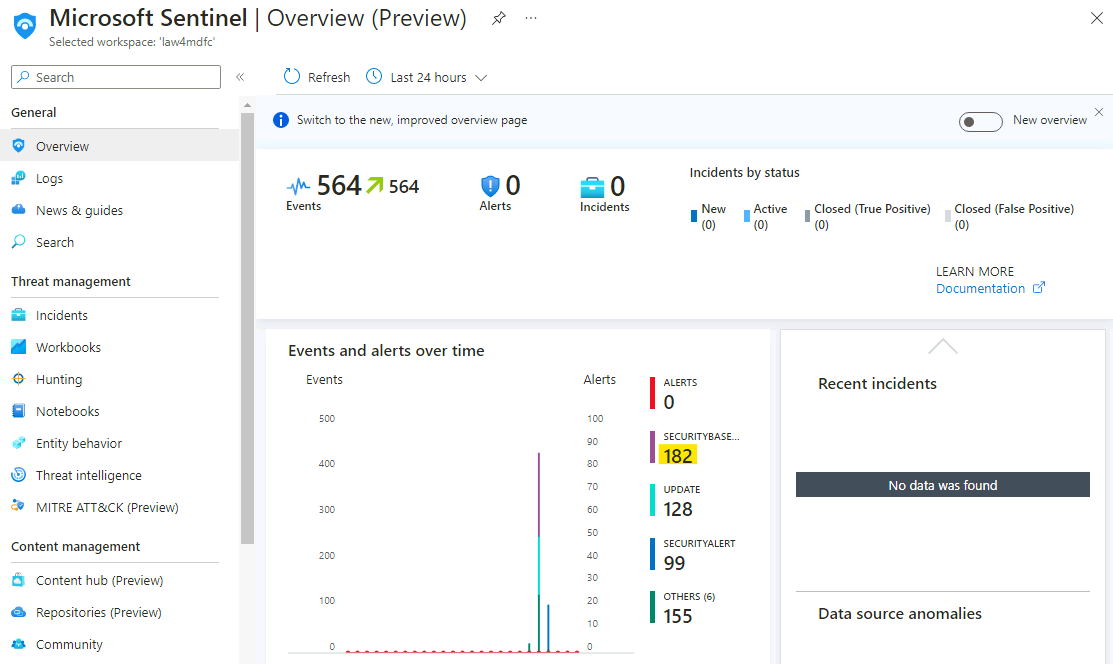 Microsoft Sentinel | Overview (Preview)
Selected workspace: 'law4mdfc'
Search
Refresh
Last 24 hours
General
Overview
Logs
News & guides
Search
Threat management
Incidents
Workbooks
Hunting
Notebooks
Entity behavior
Threat intelligence
MITRE ATT&CK (Preview)
Content management
Content hub (Preview)
Repositories (Preview)
Community
Switch to the new, improved overview page
New overview
564 564
Events
0
Alerts
0
Incidents
Incidents by status
New
(0)
Active
(0)
Closed (True Positive)
(0)
Closed (False Positive)
(0)
LEARN MORE
Documentation
Events and alerts over time
Events
Alerts
500
400
300
200
100
0
100
90
80
70
60
50
40
30
20
10
0
ALERTS
0
SECURITYBASE...
182
UPDATE
128
SECURITYALERT
99
OTHERS (6)
155
Recent incidents
No data was found
Data source anomalies